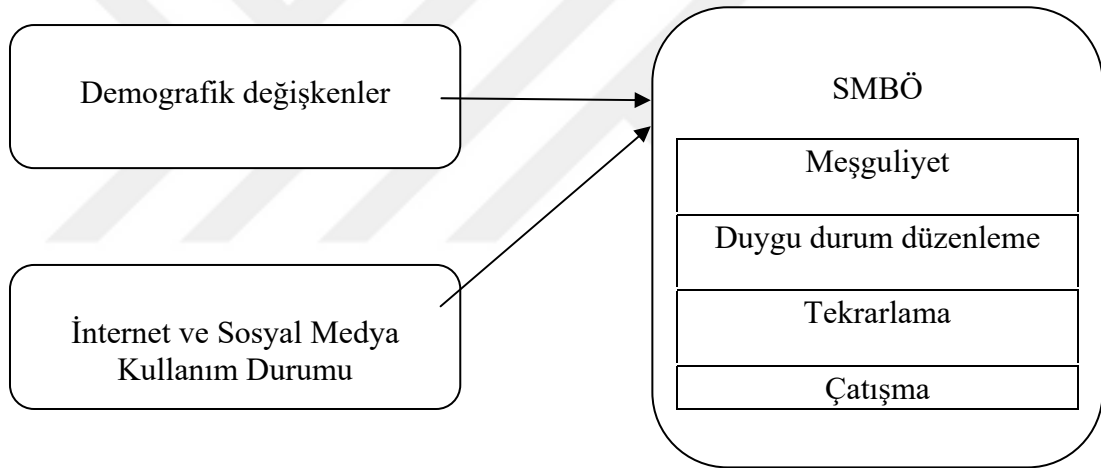 Demografik değişkenler
İnternet ve Sosyal Medya
Kullanım Durumu
SMBÖ
Meşguliyet
Duygu durum düzenleme
Tekrarlama
Çatışma